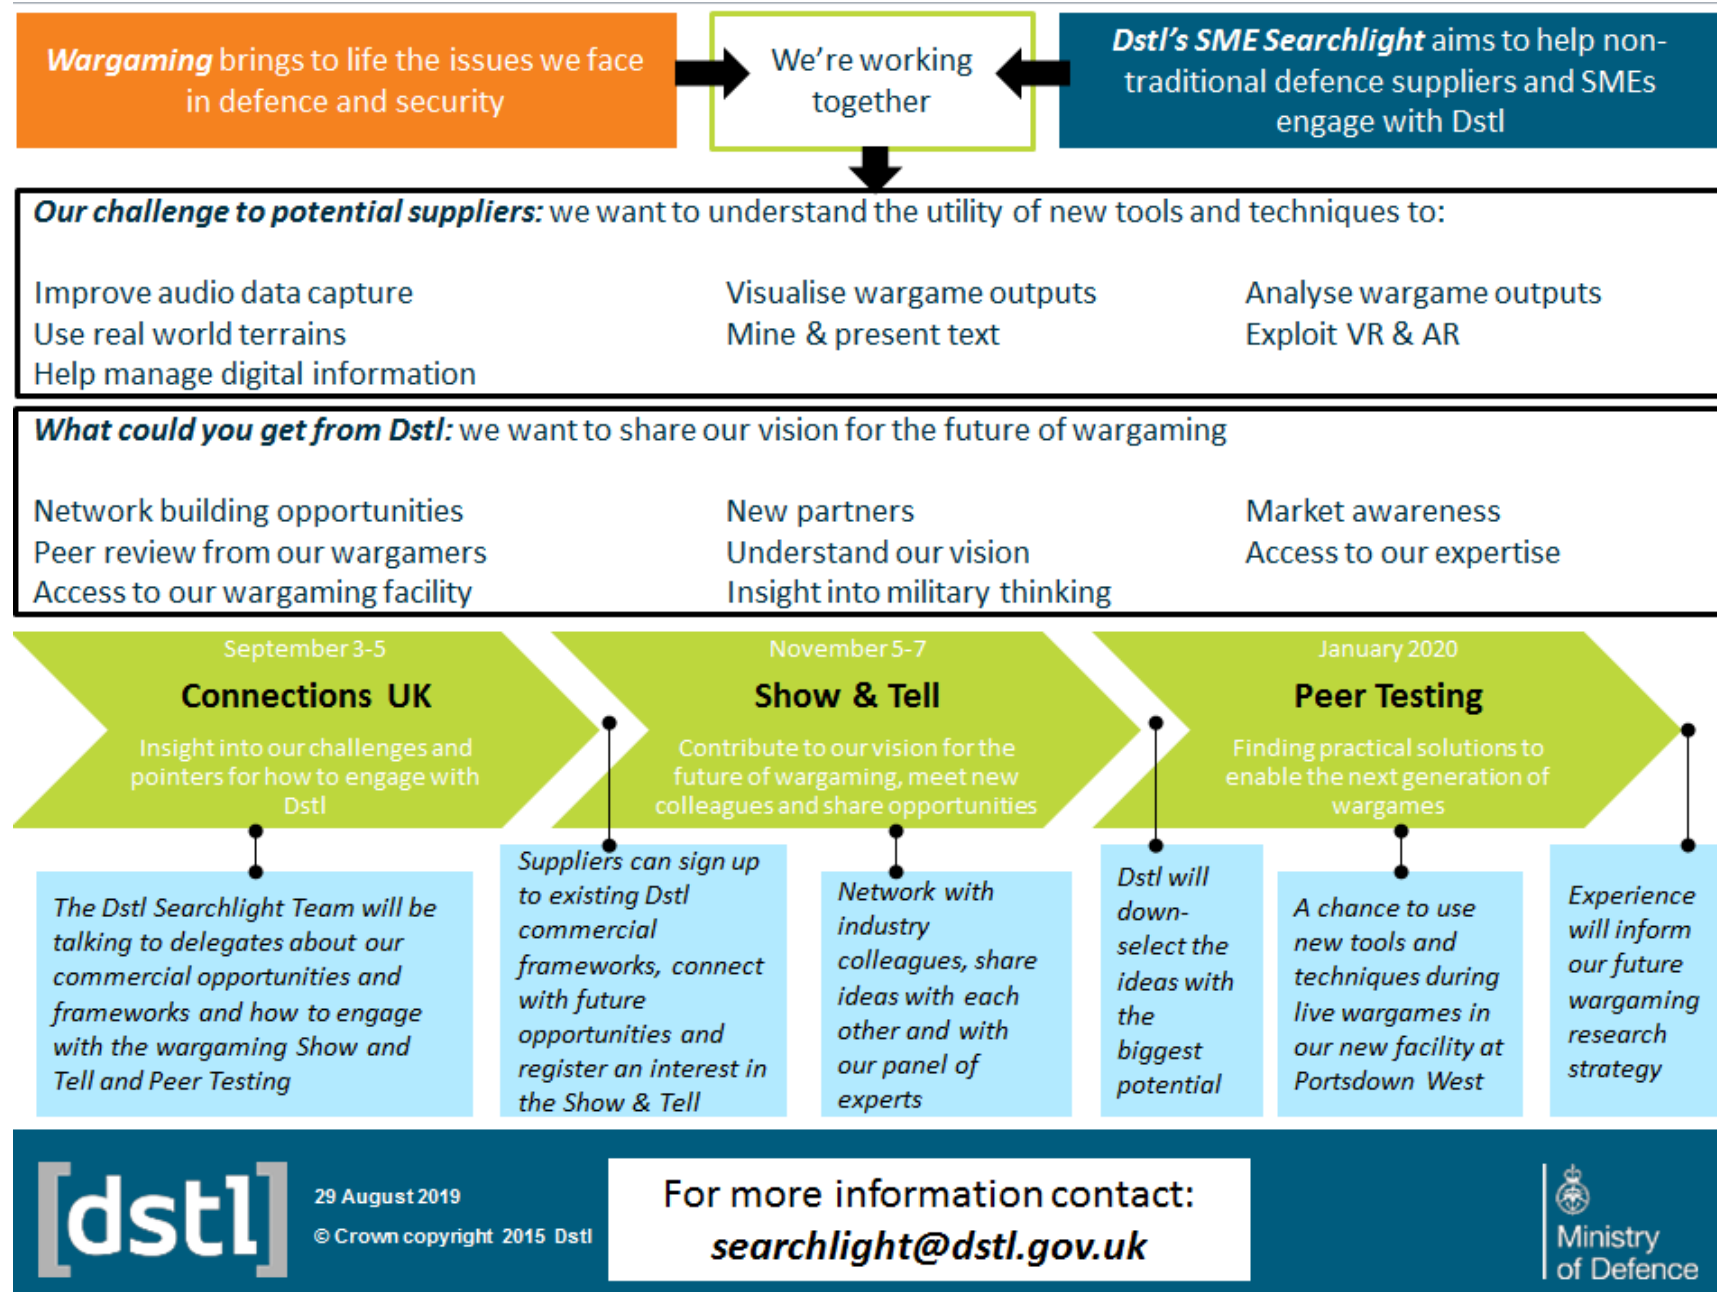 Wargaming brings to life the issues we face
in defence and security
We're working
together
Dstl's SME Searchlight aims to help non-
traditional defence suppliers and SMEs
engage with Dstl
Our challenge to potential suppliers: we want to understand the utility of new tools and techniques to:
Improve audio data capture
Use real world terrains
Help manage digital information
Visualise wargame outputs
Mine & present text
Analyse wargame outputs
Exploit VR & AR
What could you get from Dstl: we want to share our vision for the future of wargaming
Network building opportunities
Peer review from our wargamers
Access to our wargaming facility
New partners
Understand our vision
Insight into military thinking
Market awareness
Access to our expertise
September 3-5
Connections UK
Insight into our challenges and
pointers for how to engage with
Dstl
November 5-7
Show & Tell
Contribute to our vision for the
future of wargaming, meet new
colleagues and share opportunities
January 2020
Peer Testing
Finding practical solutions to
enable the next generation of
wargames
The Dstl Searchlight Team will be
talking to delegates about our
commercial opportunities and
frameworks and how to engage
with the wargaming Show and
Tell and Peer Testing
Suppliers can sign up
to existing Dstl
commercial
frameworks, connect
with future
opportunities and
register an interest in
the Show & Tell
Network with
industry
colleagues, share
ideas with each
other and with
our panel of
experts
Dstl will
down-
select the
ideas with
the
biggest
potential
A chance to use
new tools and
techniques during
live wargames in
our new facility at
Portsdown West
Experience
will inform
our future
wargaming
research
strategy
[dstl]
29 August 2019
© Crown copyright 2015 Dstl
For more information contact:
searchlight@dstl.gov.uk
Ministry
of Defence